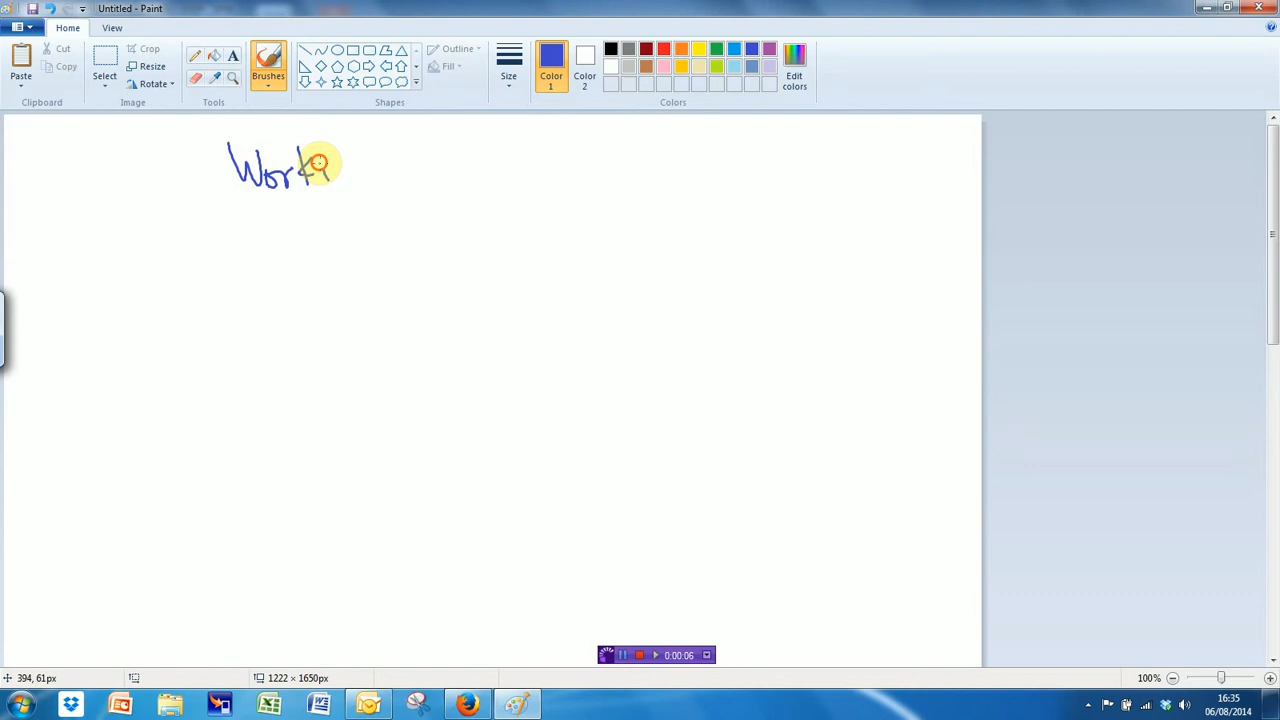 Untitled - Paint
Home View
Paste
Cut
Copy
Clipboard
Select
Crop
Resize
Rotate
Image
A
Tools
Brushes
Outline
Fill
Shapes
Size
Color 1
Color 2
Edit colors
Colors
Work
394, 61px
1222 × 1650px
100%
0:00:06
16:35
06/08/2014